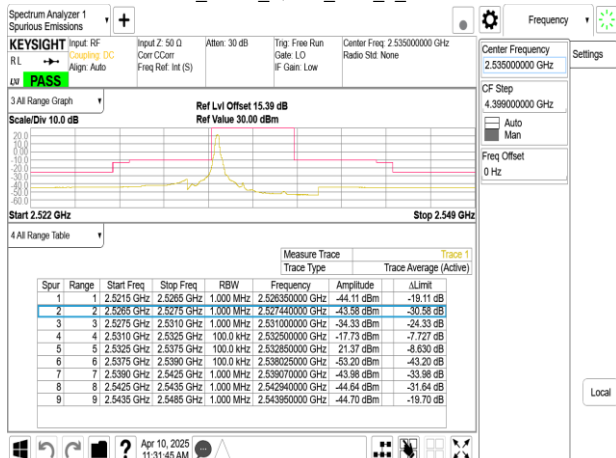 Spectrum Analyzer 1
Spurious Emissions
Frequency
KEYSIGHT Input: RF Input Z: 50 Ω Atten: 30 dB Trig: Free Run Center Freq: 2.535000000 GHz
RL Coupling: DC Corr CCorr Gate: LO Radio Std: None
Align: Auto Freq Ref: Int (S) IF Gain: Low
LXI PASS
Center Frequency
2.535000000 GHz
Settings
CF Step
4.399000000 GHz
Auto
Man
Freq Offset
0 Hz
3 All Range Graph
Ref Lvl Offset 15.39 dB
Scale/Div 10.0 dB Ref Value 30.00 dBm
20.0
10.0
0.00
-10.0
-20.0
-30.0
-40.0
-50.0
-60.0
Start 2.522 GHz Stop 2.549 GHz
4 All Range Table
Measure Trace Trace 1
Trace Type Trace Average (Active)
Spur Range Start Freq Stop Freq RBW Frequency Amplitude ΔLimit
1 1 2.5215 GHz 2.5265 GHz 1.000 MHz 2.526350000 GHz -44.11 dBm -19.11 dB
2 2 2.5265 GHz 2.5275 GHz 1.000 MHz 2.527440000 GHz -43.58 dBm -30.58 dB
3 3 2.5275 GHz 2.5310 GHz 1.000 MHz 2.531000000 GHz -34.33 dBm -24.33 dB
4 4 2.5310 GHz 2.5325 GHz 100.0 kHz 2.532500000 GHz -17.73 dBm -7.727 dB
5 5 2.5325 GHz 2.5375 GHz 100.0 kHz 2.532850000 GHz 21.37 dBm -8.630 dB
6 6 2.5375 GHz 2.5390 GHz 100.0 kHz 2.538025000 GHz -53.20 dBm -43.20 dB
7 7 2.5390 GHz 2.5425 GHz 1.000 MHz 2.539070000 GHz -43.98 dBm -33.98 dB
8 8 2.5425 GHz 2.5435 GHz 1.000 MHz 2.542940000 GHz -44.64 dBm -31.64 dB
9 9 2.5435 GHz 2.5485 GHz 1.000 MHz 2.543950000 GHz -44.70 dBm -19.70 dB
Local
Apr 10, 2025
11:31:45 AM